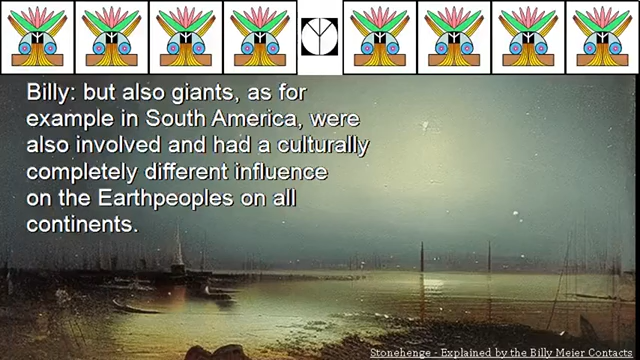 Billy: but also giants, as for
example in South America, were
also involved and had a culturally
completely different influence
on the Earthpeoples on all
continents.
Stonehenge - Explained by the Billy Meier Contacts